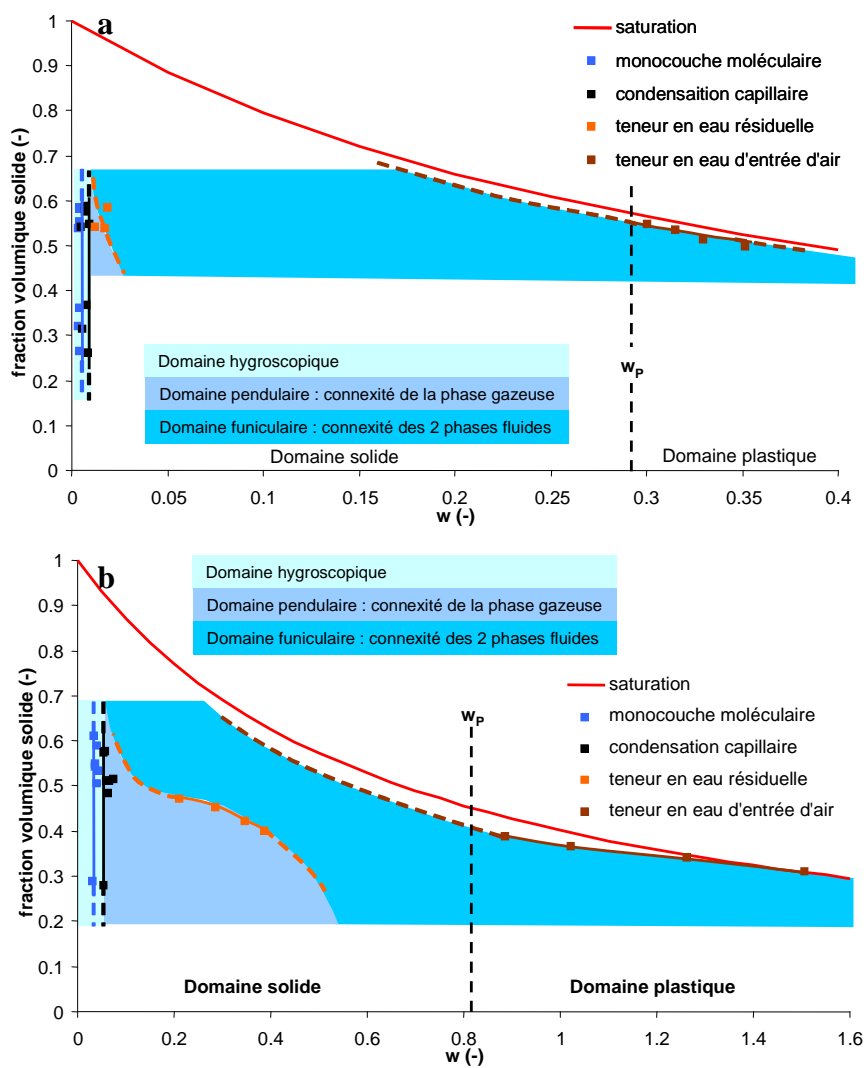 a
saturation
monocouche moléculaire
condensaition capillaire
teneur en eau résiduelle
teneur en eau d'entrée d'air
fraction volumique solide (-)
1
0.9
0.8
0.7
0.6
0.5
0.4
0.3
0.2
0.1
0
Domaine hygroscopique
Domaine pendulaire : connexité de la phase gazeuse
Domaine funiculaire : connexité des 2 phases fluides
wP
Domaine solide
Domaine plastique
0
0.05
0.1
0.15
0.2
0.25
0.3
0.35
0.4
w (-)
b
Domaine hygroscopique
Domaine pendulaire : connexité de la phase gazeuse
Domaine funiculaire : connexité des 2 phases fluides
saturation
monocouche moléculaire
condensation capillaire
teneur en eau résiduelle
teneur en eau d'entrée d'air
wP
fraction volumique solide (-)
1
0.9
0.8
0.7
0.6
0.5
0.4
0.3
0.2
0.1
0
Domaine solide
Domaine plastique
0
0.2
0.4
0.6
0.8
1
1.2
1.4
1.6
w (-)